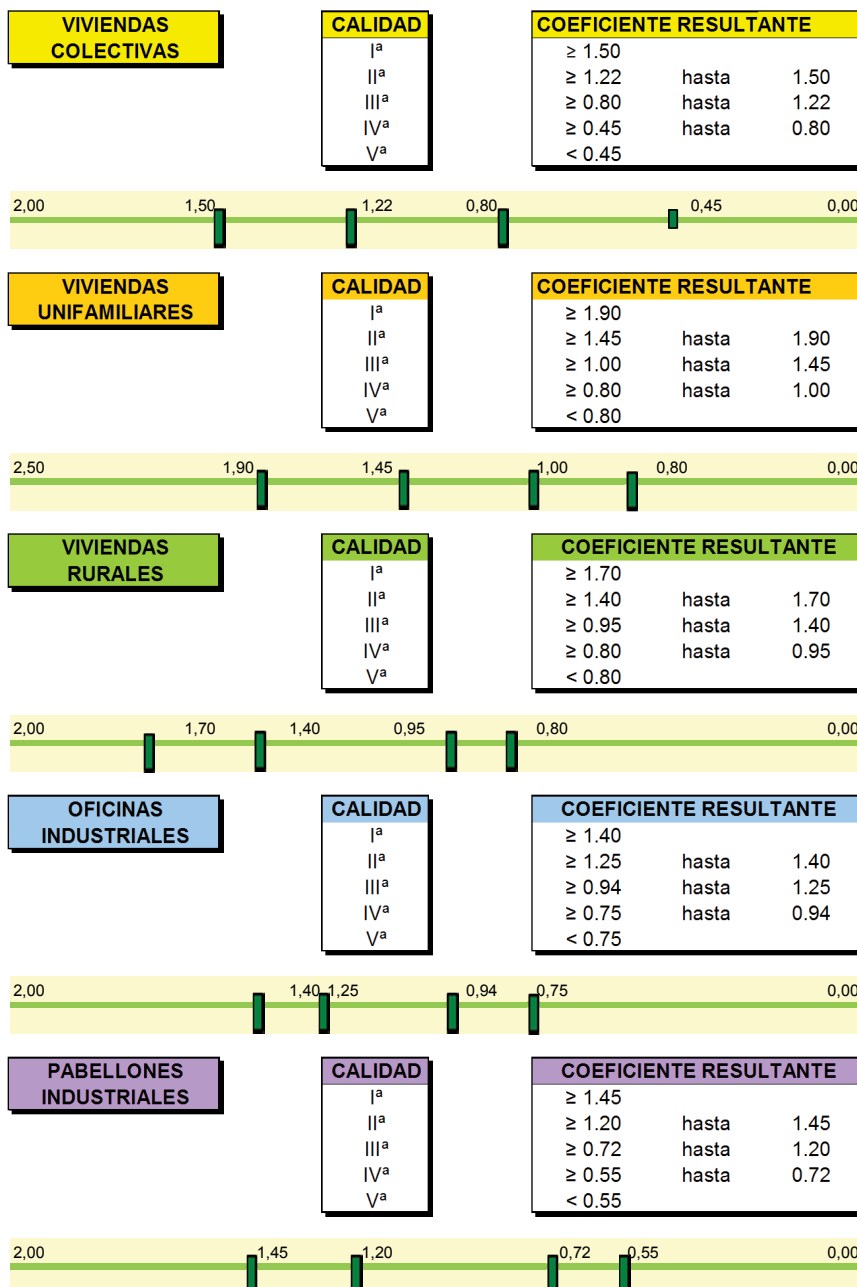 VIVIENDAS COLECTIVAS
CALIDAD COEFICIENTE RESULTANTE
Iª ≥ 1.50
IIª ≥ 1.22 hasta 1.50
IIIª ≥ 0.80 hasta 1.22
IVª ≥ 0.45 hasta 0.80
Vª < 0.45
2,00 1,50 1,22 0,80 0,45 0,00
VIVIENDAS UNIFAMILIARES
CALIDAD COEFICIENTE RESULTANTE
Iª ≥ 1.90
IIª ≥ 1.45 hasta 1.90
IIIª ≥ 1.00 hasta 1.45
IVª ≥ 0.80 hasta 1.00
Vª < 0.80
2,50 1,90 1,45 1,00 0,80 0,00
VIVIENDAS RURALES
CALIDAD COEFICIENTE RESULTANTE
Iª ≥ 1.70
IIª ≥ 1.40 hasta 1.70
IIIª ≥ 0.95 hasta 1.40
IVª ≥ 0.80 hasta 0.95
Vª < 0.80
2,00 1,70 1,40 0,95 0,80 0,00
OFICINAS INDUSTRIALES
CALIDAD COEFICIENTE RESULTANTE
Iª ≥ 1.40
IIª ≥ 1.25 hasta 1.40
IIIª ≥ 0.94 hasta 1.25
IVª ≥ 0.75 hasta 0.94
Vª < 0.75
2,00 1,40 1,25 0,94 0,75 0,00
PABELLONES INDUSTRIALES
CALIDAD COEFICIENTE RESULTANTE
Iª ≥ 1.45
IIª ≥ 1.20 hasta 1.45
IIIª ≥ 0.72 hasta 1.20
IVª ≥ 0.55 hasta 0.72
Vª < 0.55
2,00 1,45 1,20 0,72 0,55 0,00